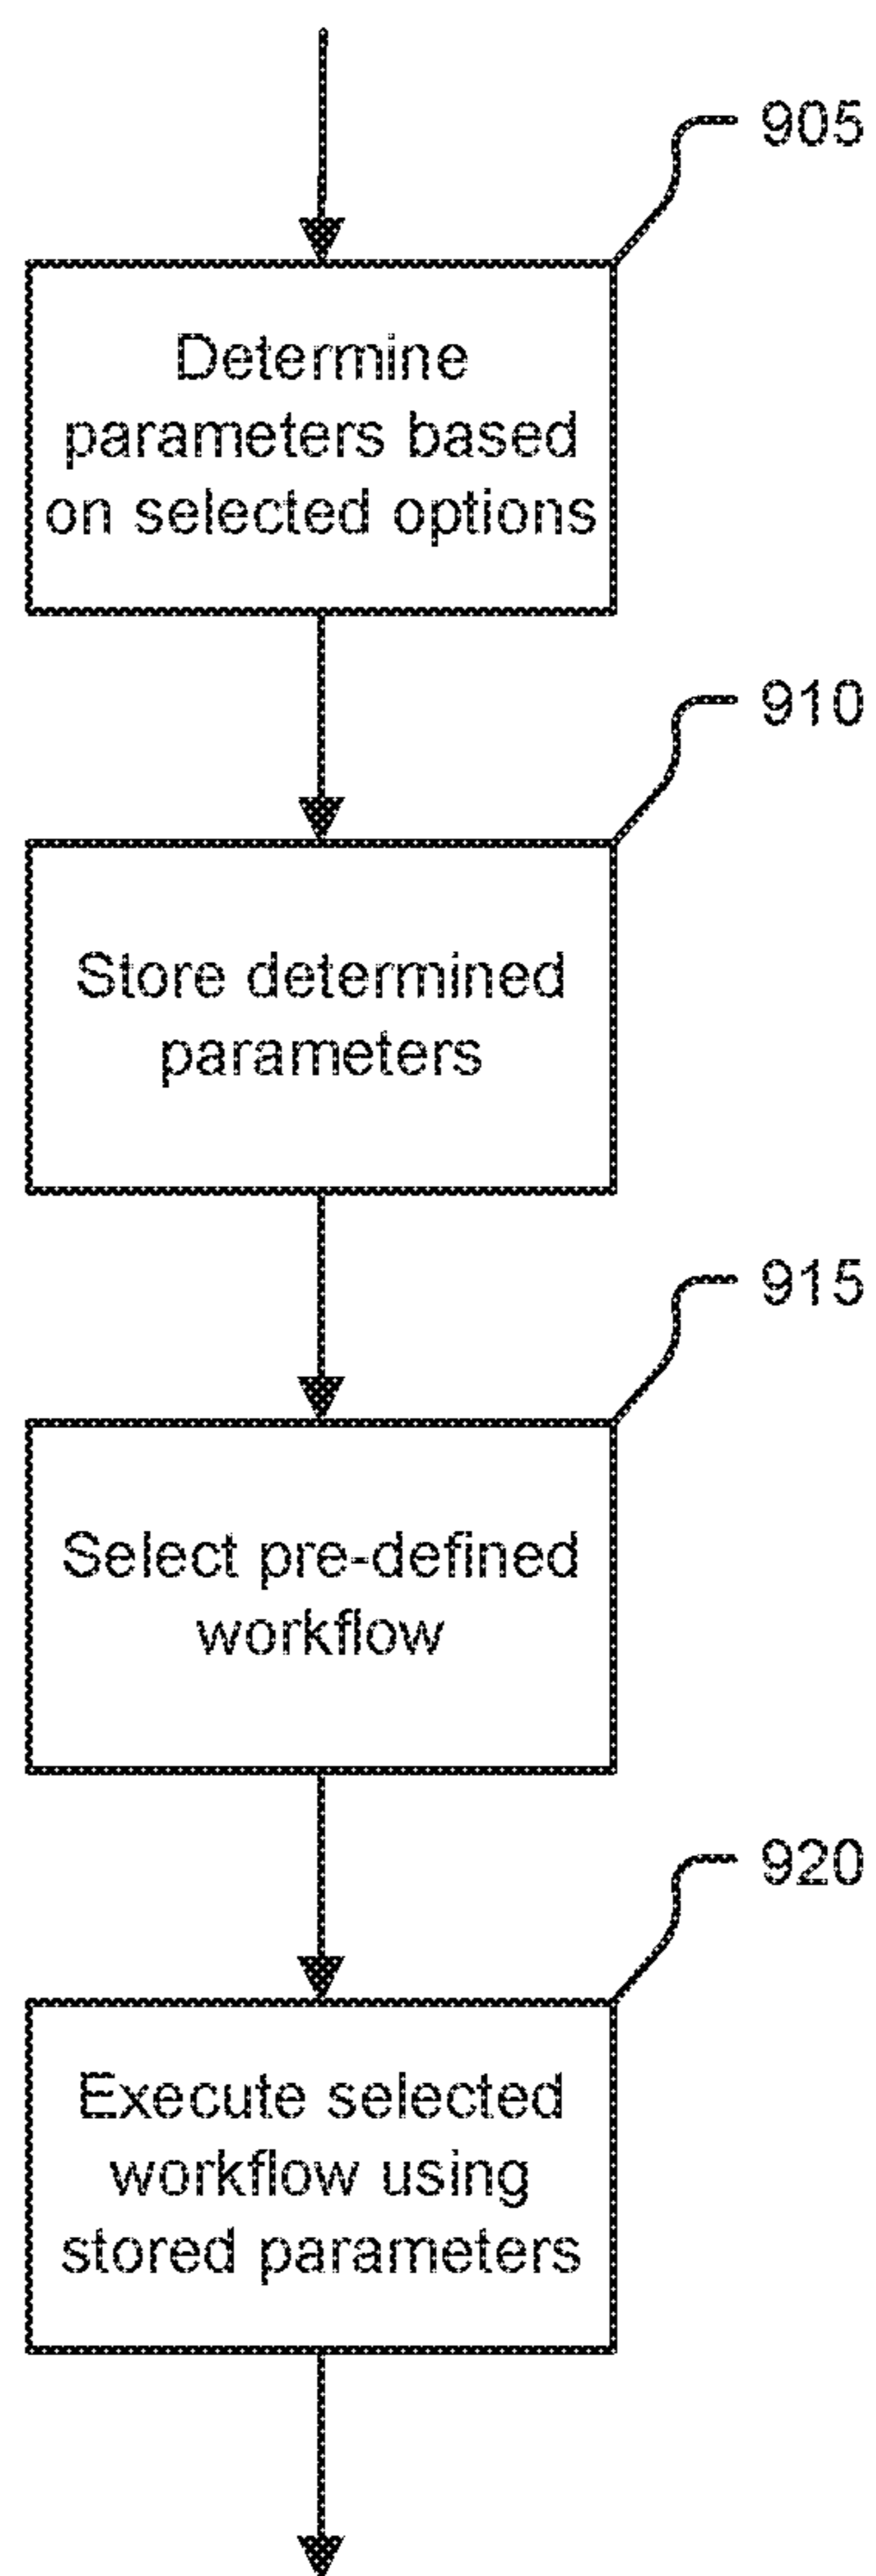 905
Determine
parameters based
on selected options
910
Store determined
parameters
915
Select pre-defined
workflow
920
Execute selected
workflow using
stored parameters